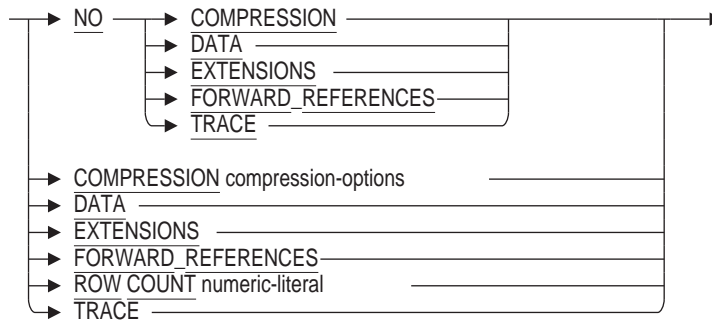 NO COMPRESSION
DATA
EXTENSIONS
FORWARD_REFERENCES
TRACE
COMPRESSION compression-options
DATA
EXTENSIONS
FORWARD_REFERENCES
ROW COUNT numeric-literal
TRACE